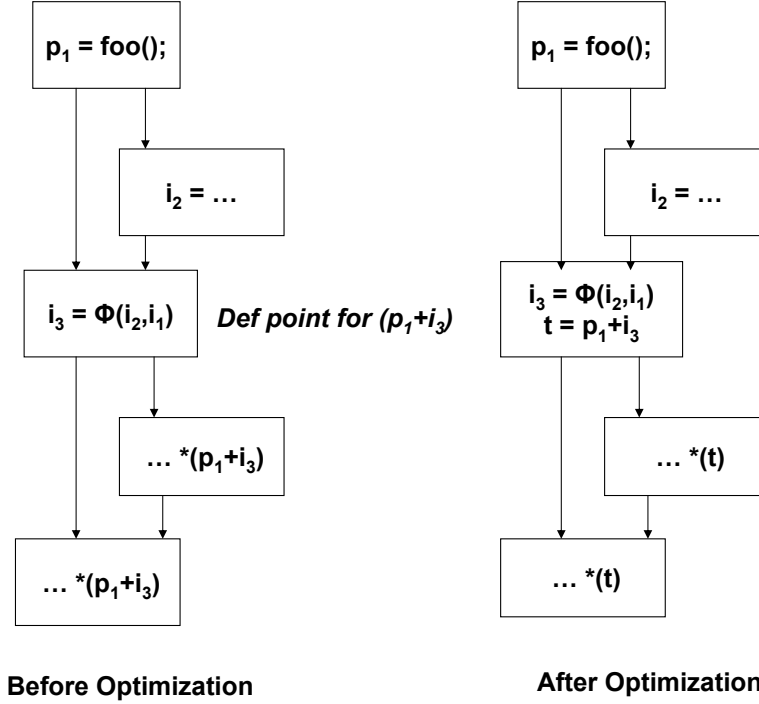 p₁ = foo();
i₂ = …
i₃ = Φ(i₂,i₁)
Def point for (p₁+i₃)
… *(p₁+i₃)
… *(p₁+i₃)
Before Optimization
p₁ = foo();
i₂ = …
i₃ = Φ(i₂,i₁)
t = p₁+i₃
… *(t)
… *(t)
After Optimization